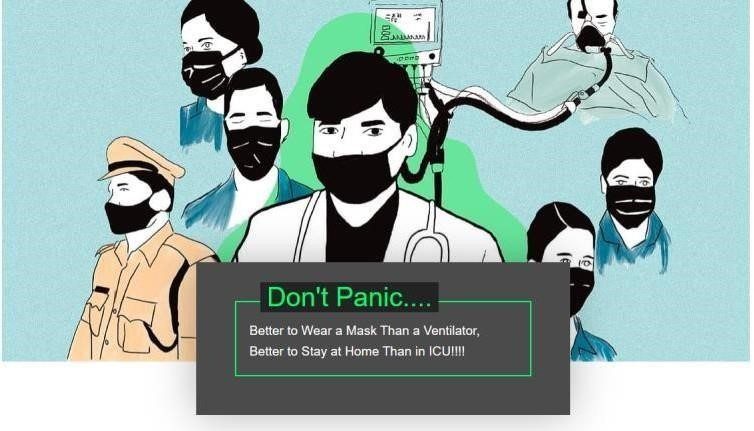 Don't Panic....
Better to Wear a Mask Than a Ventilator,
Better to Stay at Home Than in ICU!!!!